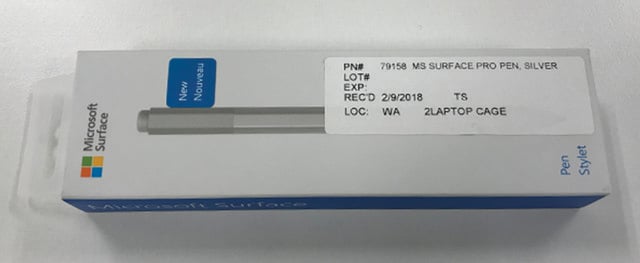 Microsoft
Surface
New
Nouveau
PN# 79158 MS SURFACE PRO PEN, SILVER
LOT#
EXP:
REC'D 2/9/2018 TS
LOC: WA 2LAPTOP CAGE
Pen
Stylet
Microsoft Surface